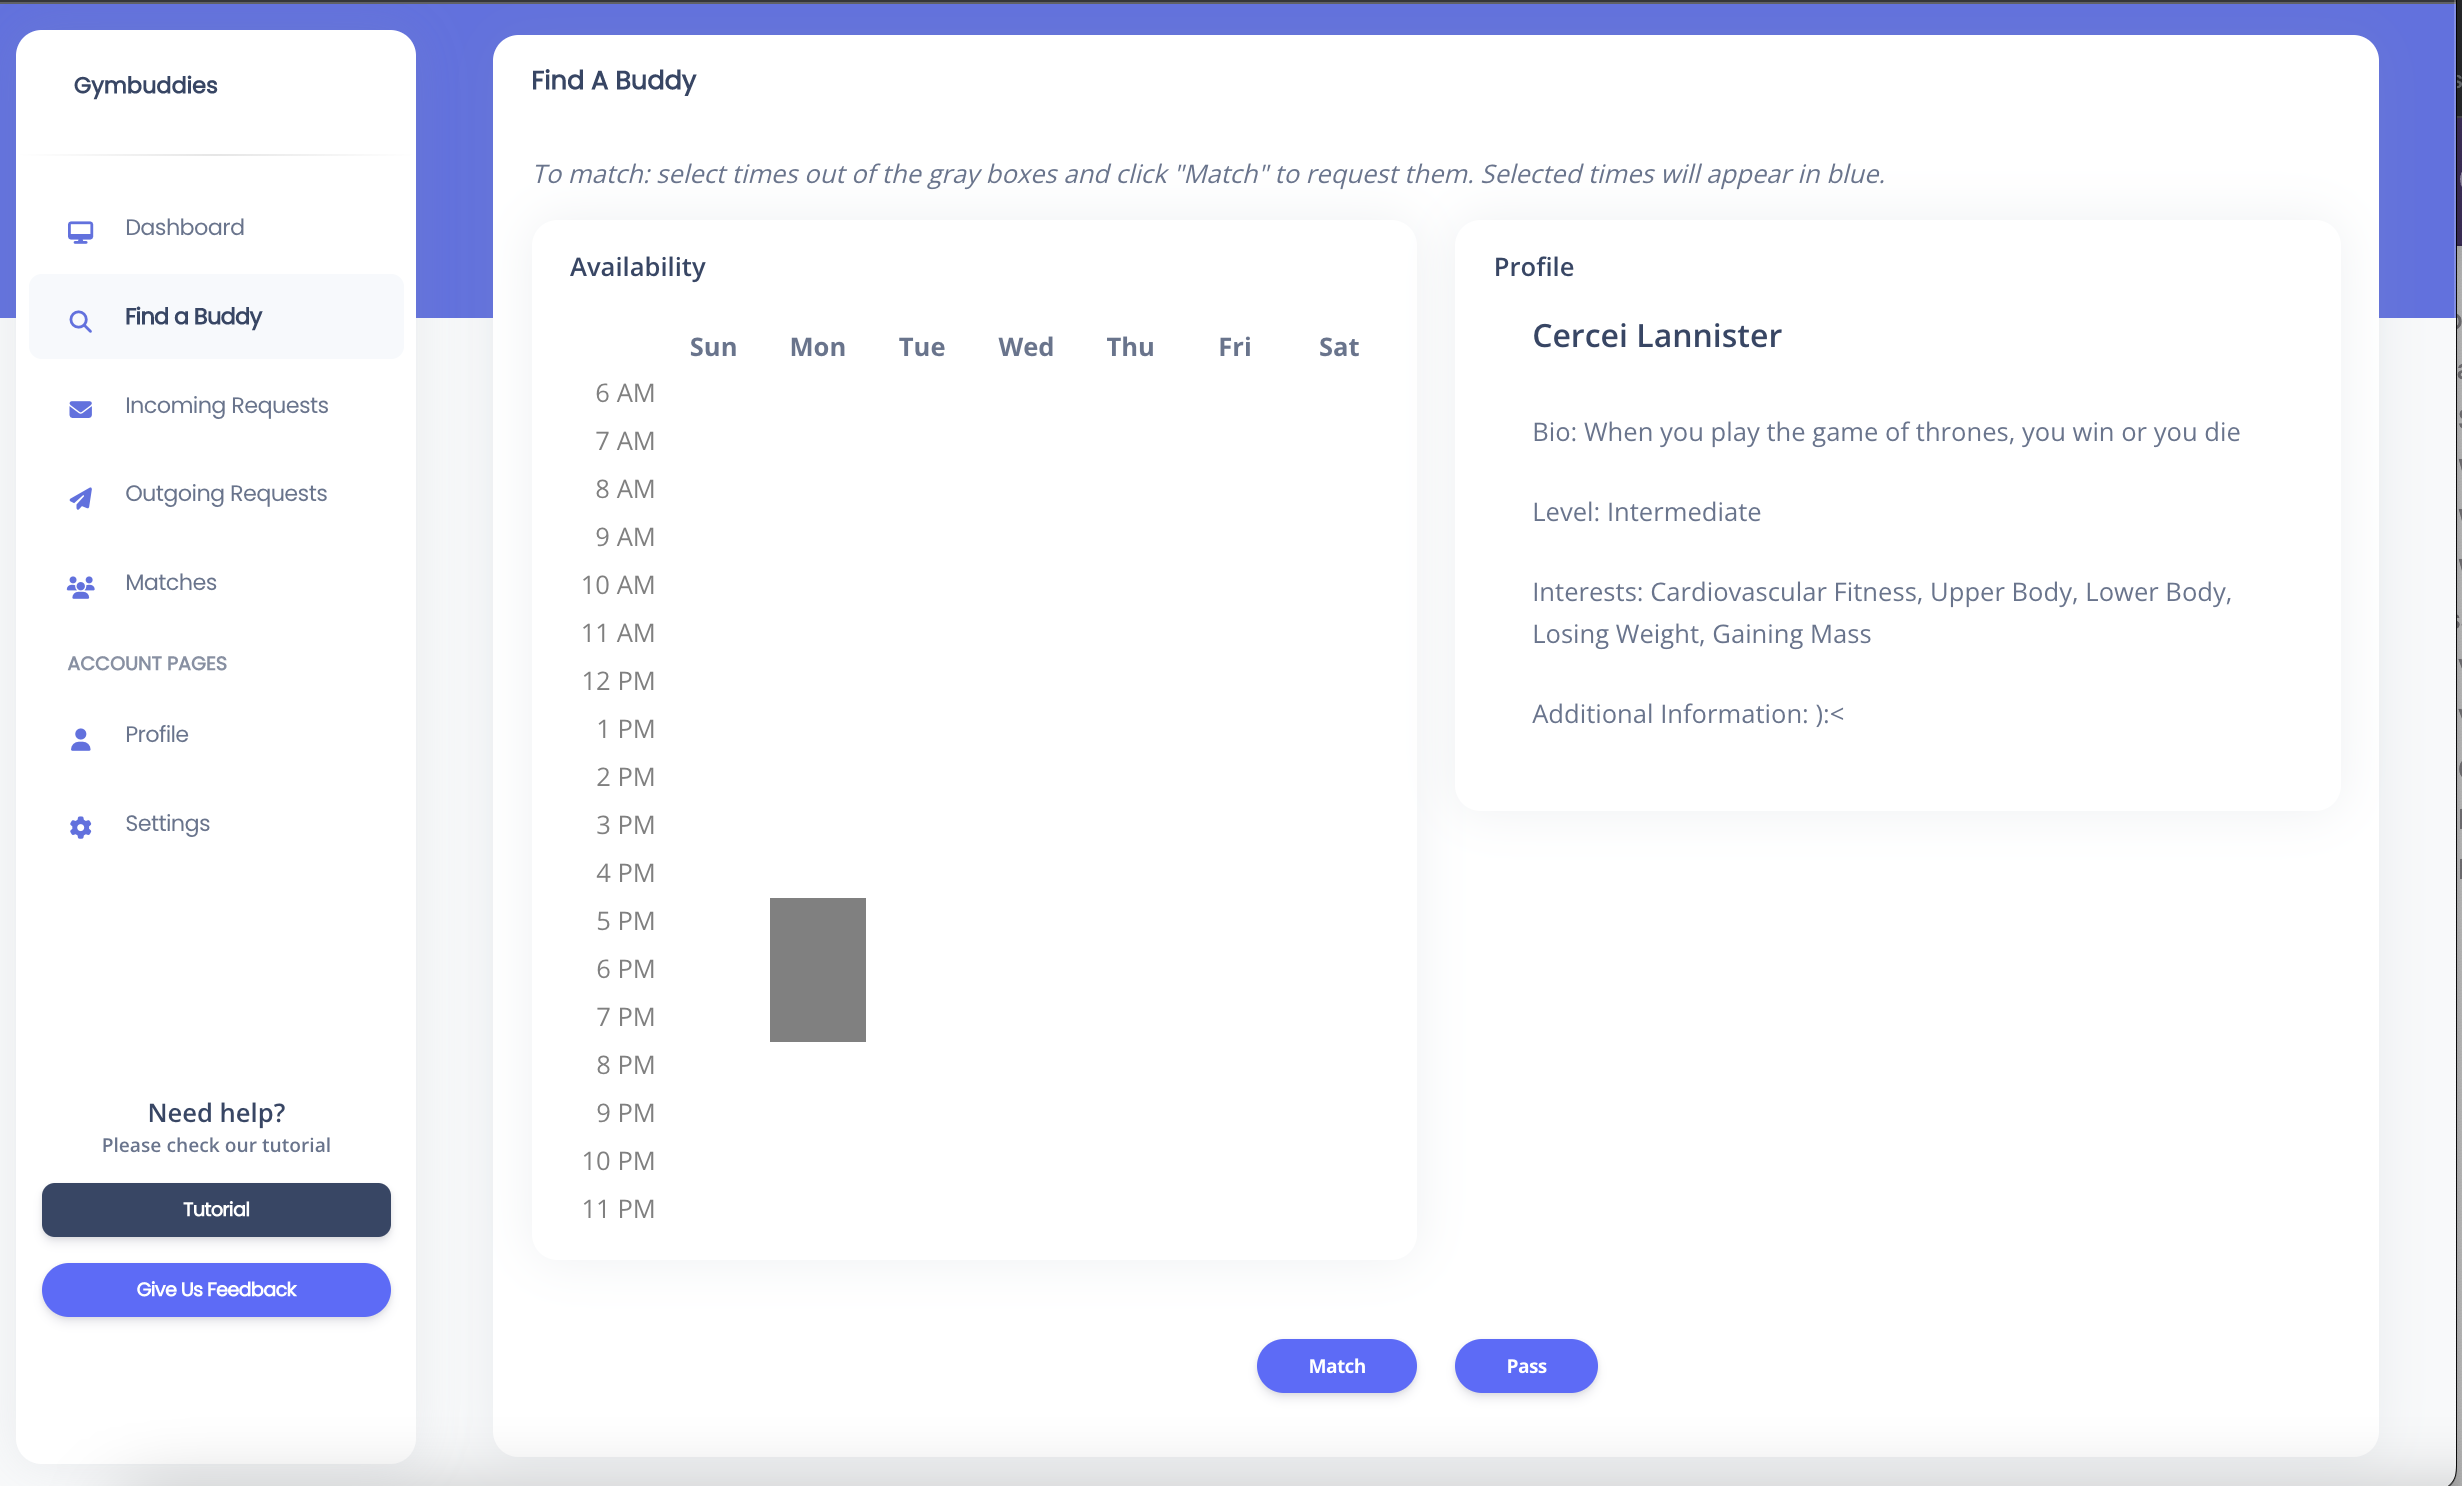 Gymbuddies
Dashboard
Find a Buddy
Incoming Requests
Outgoing Requests
Matches
ACCOUNT PAGES
Profile
Settings
Need help?
Please check our tutorial
Tutorial
Give Us Feedback
Find A Buddy
To match: select times out of the gray boxes and click "Match" to request them. Selected times will appear in blue.
Availability
Sun Mon Tue Wed Thu Fri Sat
6 AM
7 AM
8 AM
9 AM
10 AM
11 AM
12 PM
1 PM
2 PM
3 PM
4 PM
5 PM
6 PM
7 PM
8 PM
9 PM
10 PM
11 PM
Profile
Cercei Lannister
Bio: When you play the game of thrones, you win or you die
Level: Intermediate
Interests: Cardiovascular Fitness, Upper Body, Lower Body,
Losing Weight, Gaining Mass
Additional Information: ):<
Match
Pass